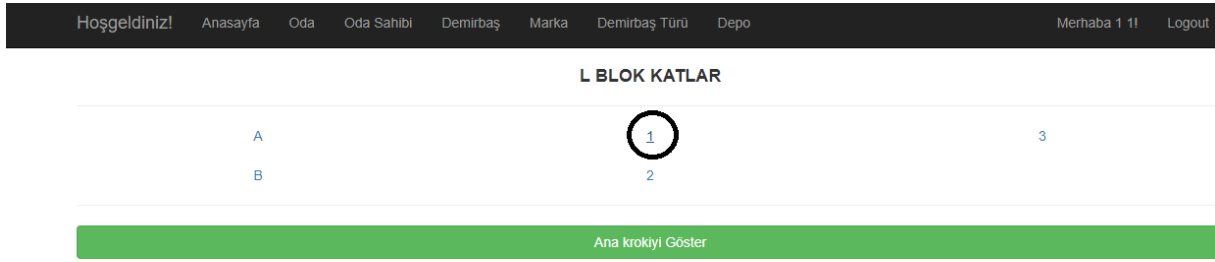 Hoşgeldiniz! Anasayfa Oda Oda Sahibi Demirbaş Marka Demirbaş Türü Depo Merhaba 1 1! Logout
L BLOK KATLAR
A 1 3
B 2
Ana krokiyi Göster